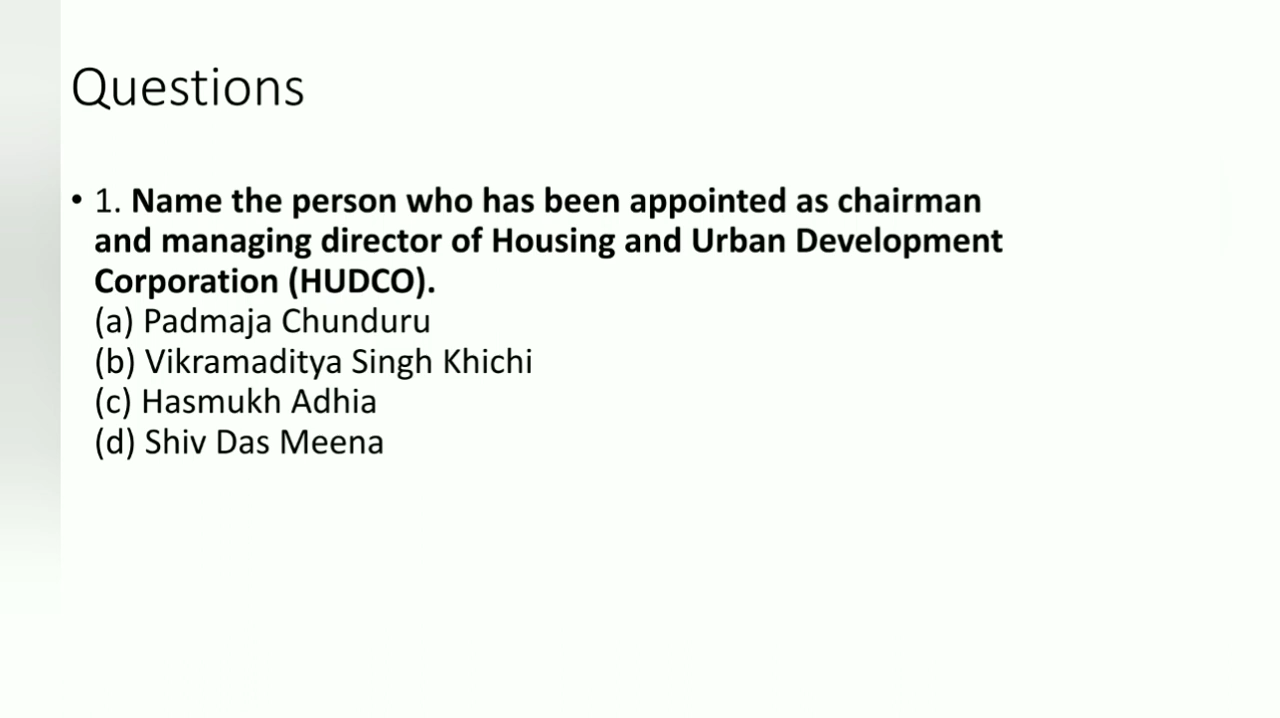 Questions
• 1. Name the person who has been appointed as chairman
and managing director of Housing and Urban Development
Corporation (HUDCO).
(a) Padmaja Chunduru
(b) Vikramaditya Singh Khichi
(c) Hasmukh Adhia
(d) Shiv Das Meena